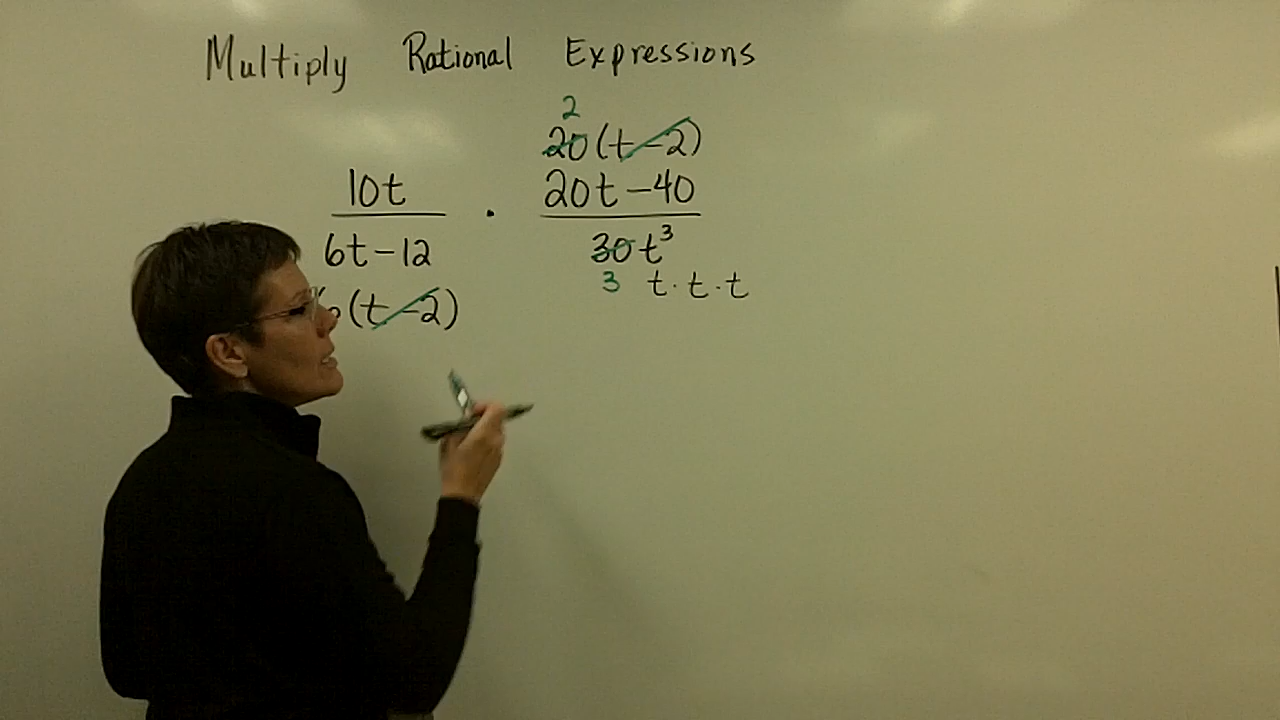 Multiply Rational Expressions
2
20(t-2)
10t · 20t-40
6t-12 30t³
3 t·t·t
6(t-2)